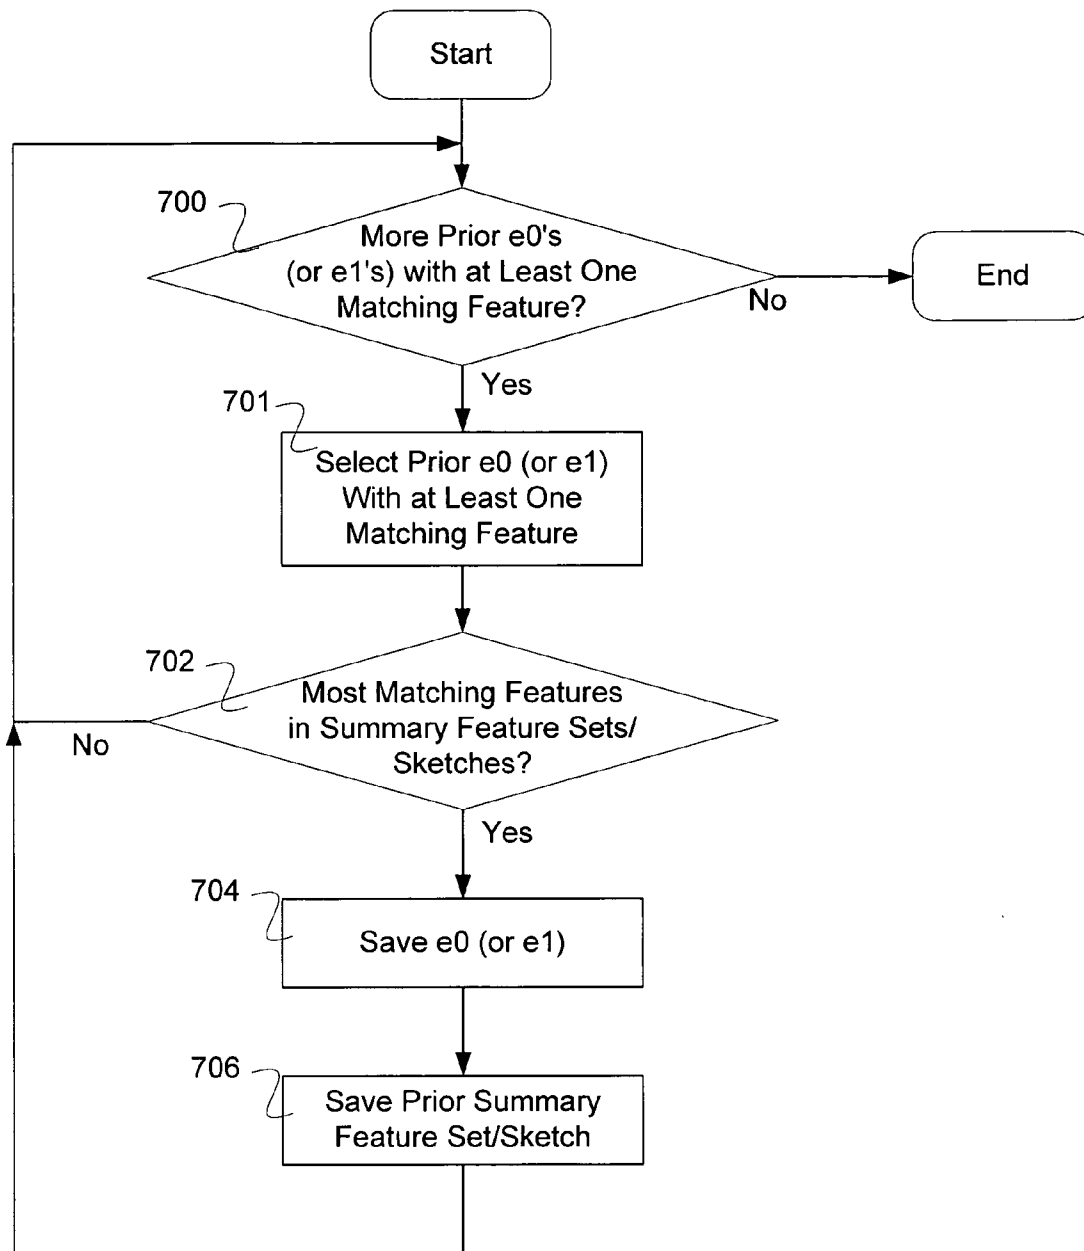 Start
700
More Prior e0's
(or e1's) with at Least One
Matching Feature?
No
End
Yes
701
Select Prior e0 (or e1)
With at Least One
Matching Feature
702
Most Matching Features
in Summary Feature Sets/
Sketches?
No
Yes
704
Save e0 (or e1)
706
Save Prior Summary
Feature Set/Sketch